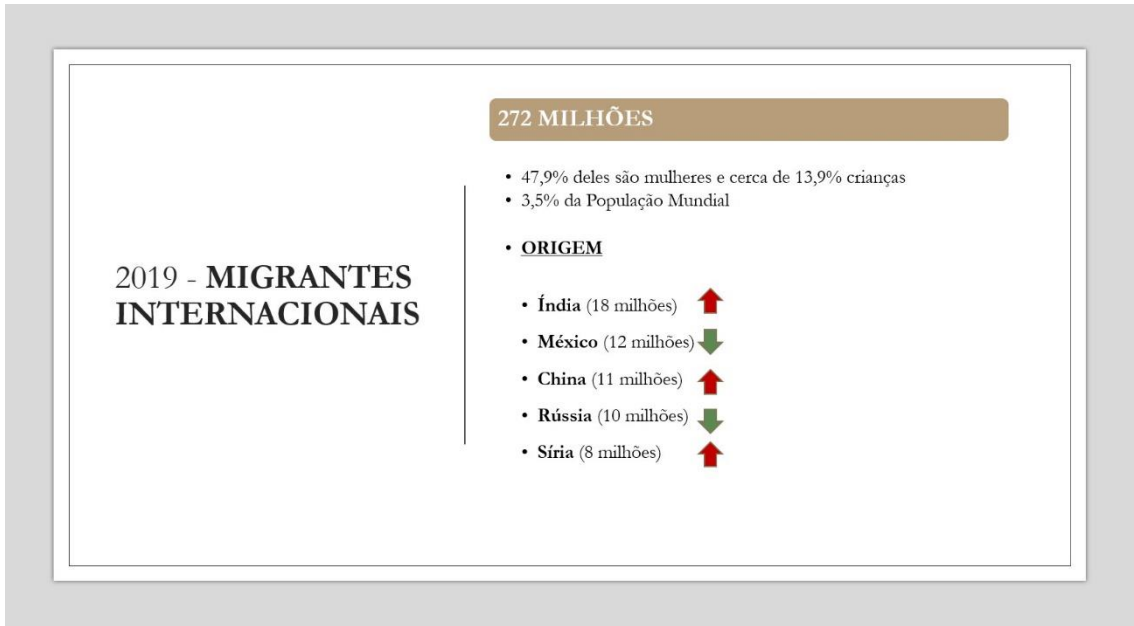 272 MILHÕES
• 47,9% deles são mulheres e cerca de 13,9% crianças
• 3,5% da População Mundial
• ORIGEM
2019 - MIGRANTES
INTERNACIONAIS
• Índia (18 milhões)
• México (12 milhões)
• China (11 milhões)
• Rússia (10 milhões)
• Síria (8 milhões)